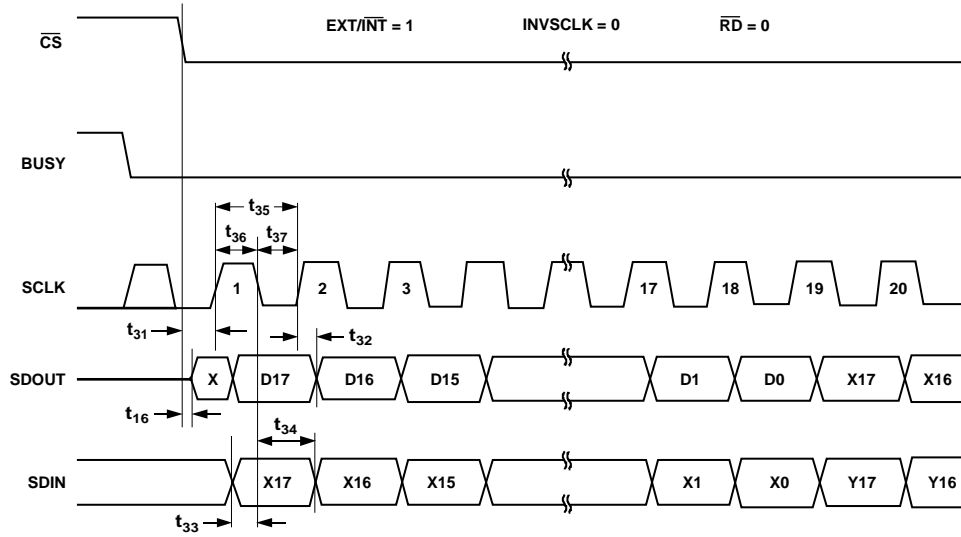 EXT/INT = 1 INVSCLK = 0 RD = 0
CS
BUSY
t35
t36 t37
SCLK 1 2 3 17 18 19 20
t31 t32
SDOUT X D17 D16 D15 D1 D0 X17 X16
t16 t34
SDIN X17 X16 X15 X1 X0 Y17 Y16
t33